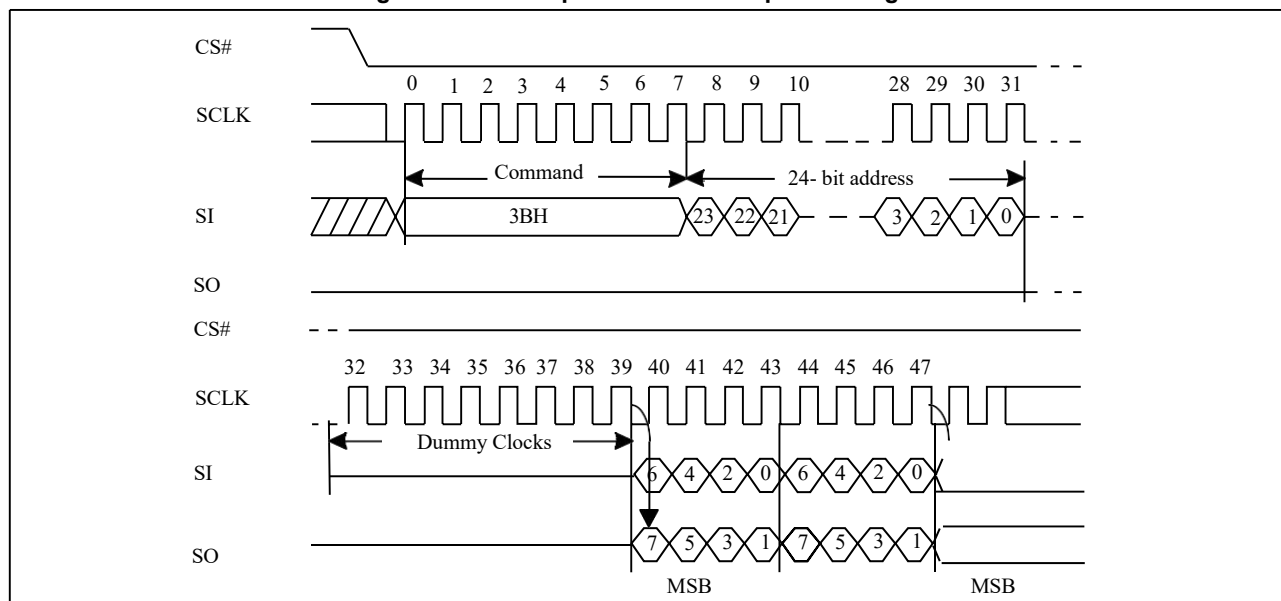 CS#
0 1 2 3 4 5 6 7 8 9 10 28 29 30 31
SCLK
Command 24- bit address
SI 3BH 23 22 21 3 2 1 0
SO
CS#
32 33 34 35 36 37 38 39 40 41 42 43 44 45 46 47
SCLK
Dummy Clocks
SI 6 4 2 0 6 4 2 0
SO 7 5 3 1 7 5 3 1
MSB MSB